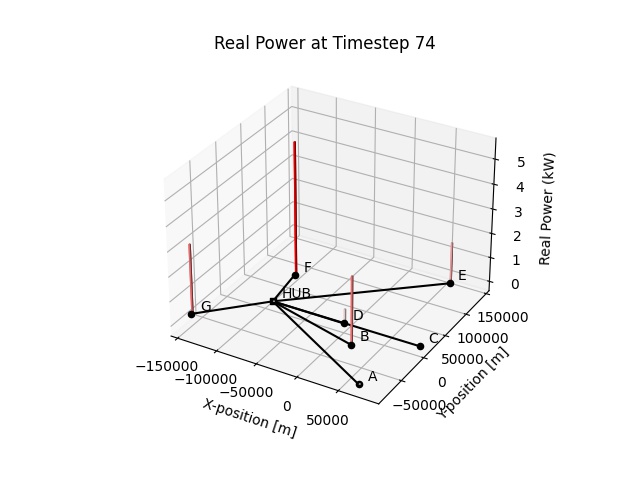 Real Power at Timestep 74
5
4
3
2
1
0
Real Power (kW)
F
E
HUB
G
D
B
C
A
150000
100000
50000
0
−50000
Y-position [m]
−150000
−100000
−50000
0
50000
X-position [m]